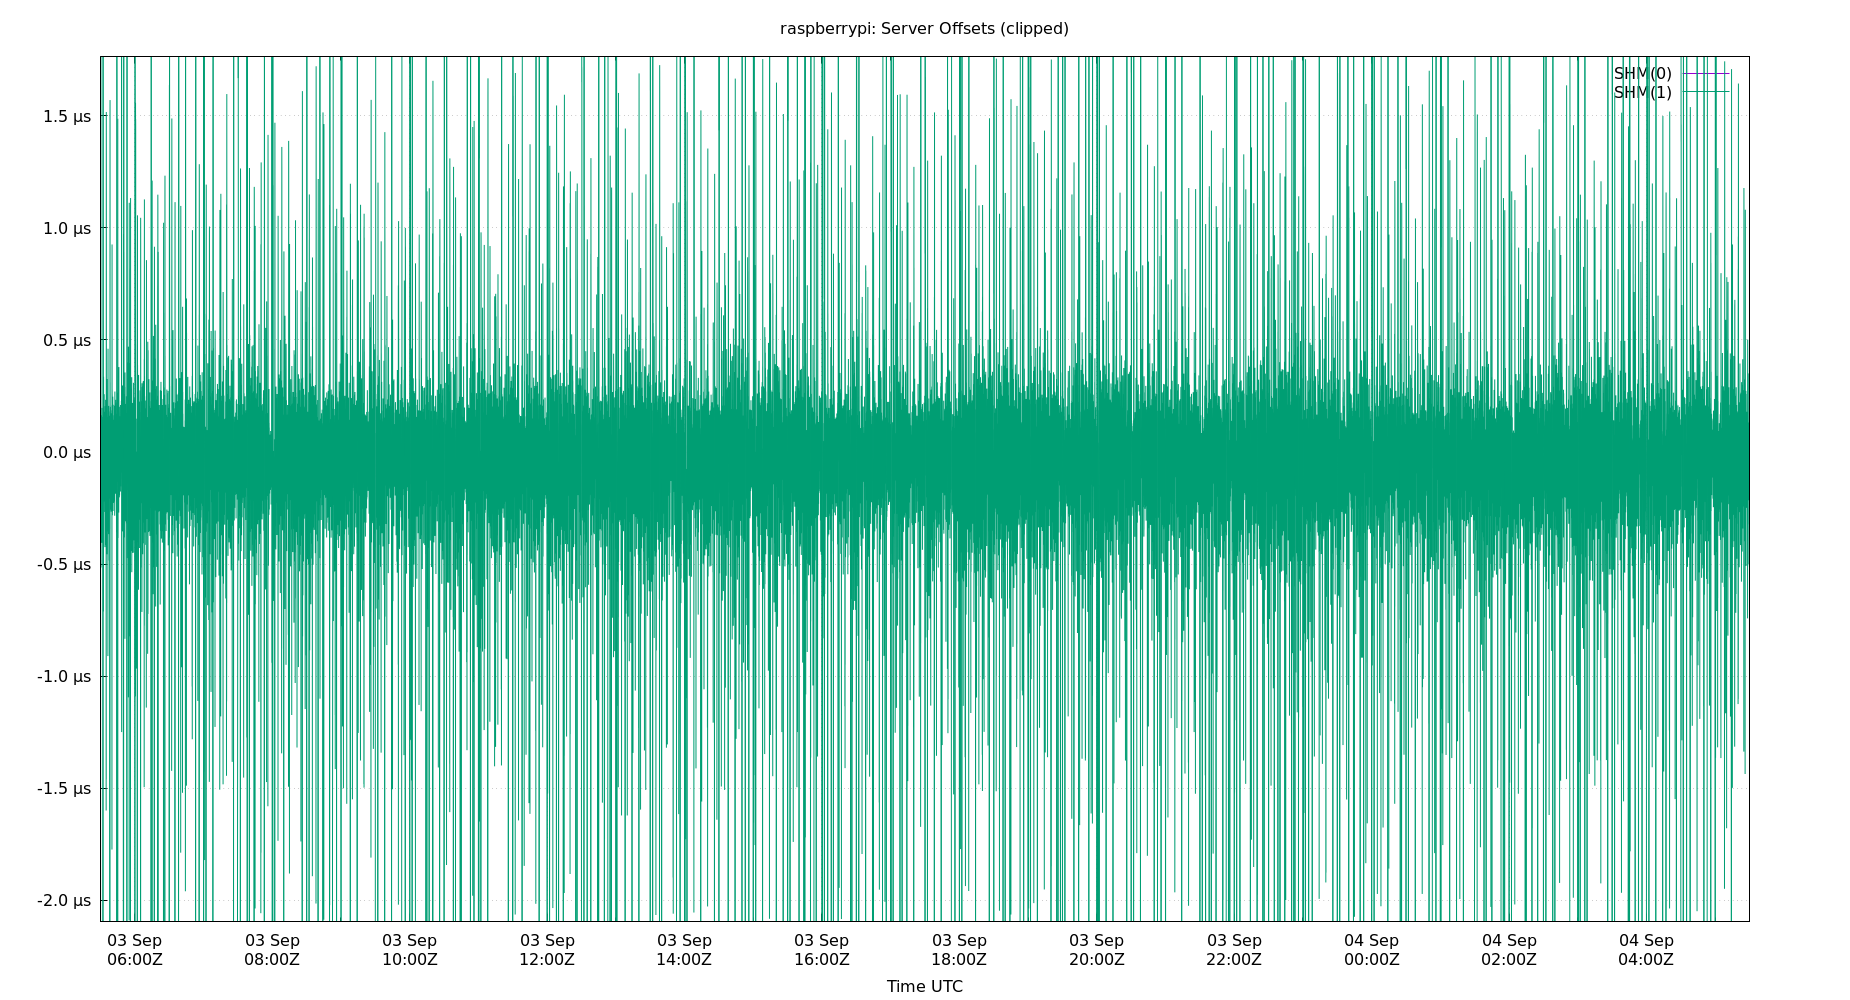 raspberrypi: Server Offsets (clipped)
SHM(0)
SHM(1)
1.5 µs
1.0 µs
0.5 µs
0.0 µs
-0.5 µs
-1.0 µs
-1.5 µs
-2.0 µs
03 Sep 03 Sep 03 Sep 03 Sep 03 Sep 03 Sep 03 Sep 03 Sep 03 Sep 04 Sep 04 Sep 04 Sep
06:00Z 08:00Z 10:00Z 12:00Z 14:00Z 16:00Z 18:00Z 20:00Z 22:00Z 00:00Z 02:00Z 04:00Z
Time UTC